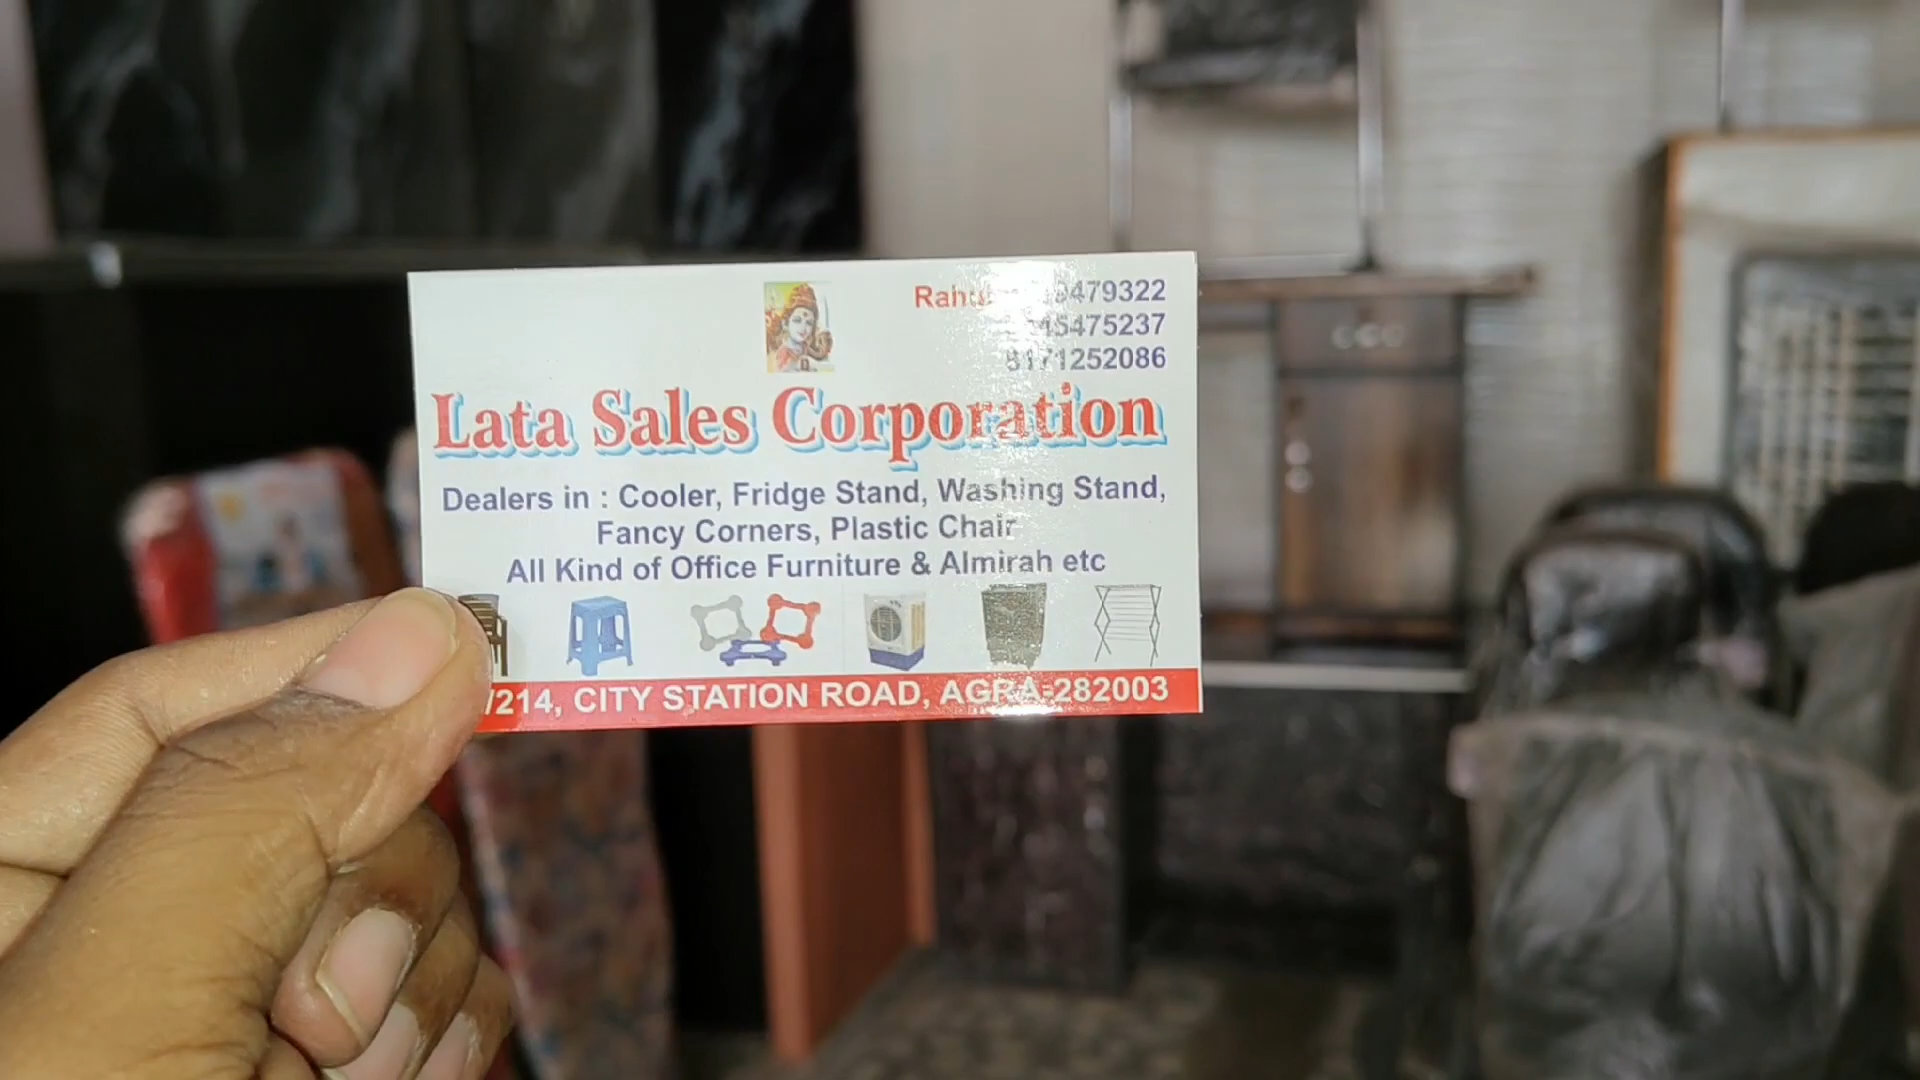 Rahul
8171252086
Lata Sales Corporation
Dealers in : Cooler, Fridge Stand, Washing Stand,
Fancy Corners, Plastic Chair
All Kind of Office Furniture & Almirah etc
/214, CITY STATION ROAD, AGRA-282003